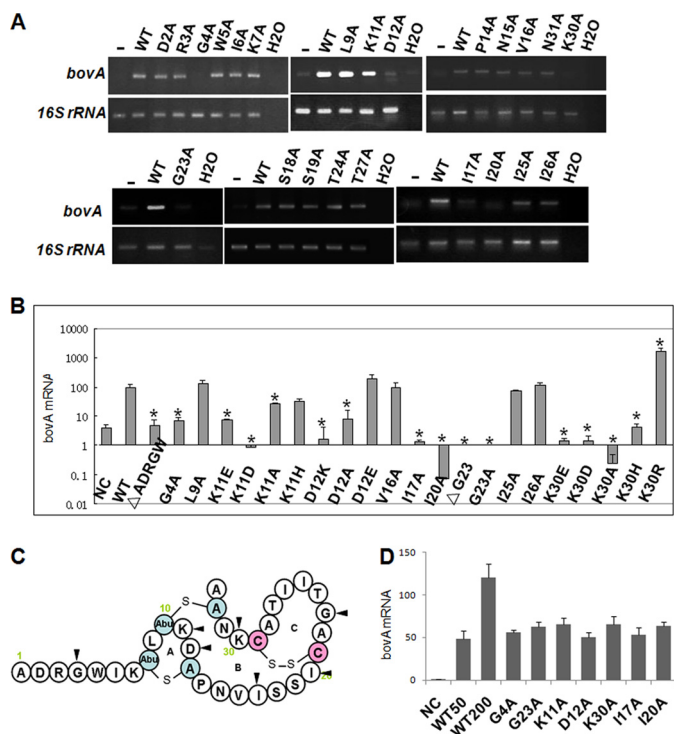 A
– WT D2A R3A G4A W5A I6A K7A H2O
– WT L9A K11A D12A H2O
– WT P14A N15A V16A N31A K30A H2O
bovA
16S rRNA
– WT G23A H2O
– WT S18A S19A T24A T27A H2O
– WT I17A I20A I25A I26A H2O
bovA
16S rRNA
B
bovA mRNA
10000
1000
100
10
1
0.1
0.01
* * * * * * * * * * * * * * * *
NC WT ▽ADRGW G4A L9A K11E K11D K11A K11H D12K D12A D12E V16A I17A I20A ▽G23 G23A I25A I26A K30E K30D K30A K30H K30R
C
1
A D R G W I K Abu L Abu K D A P N V I S S I C A G T I I T A C K N A A
10
20
30
S
S
S–S
A
B
C
D
bovA mRNA
150
100
50
0
NC WT50 WT200 G4A G23A K11A D12A K30A I17A I20A